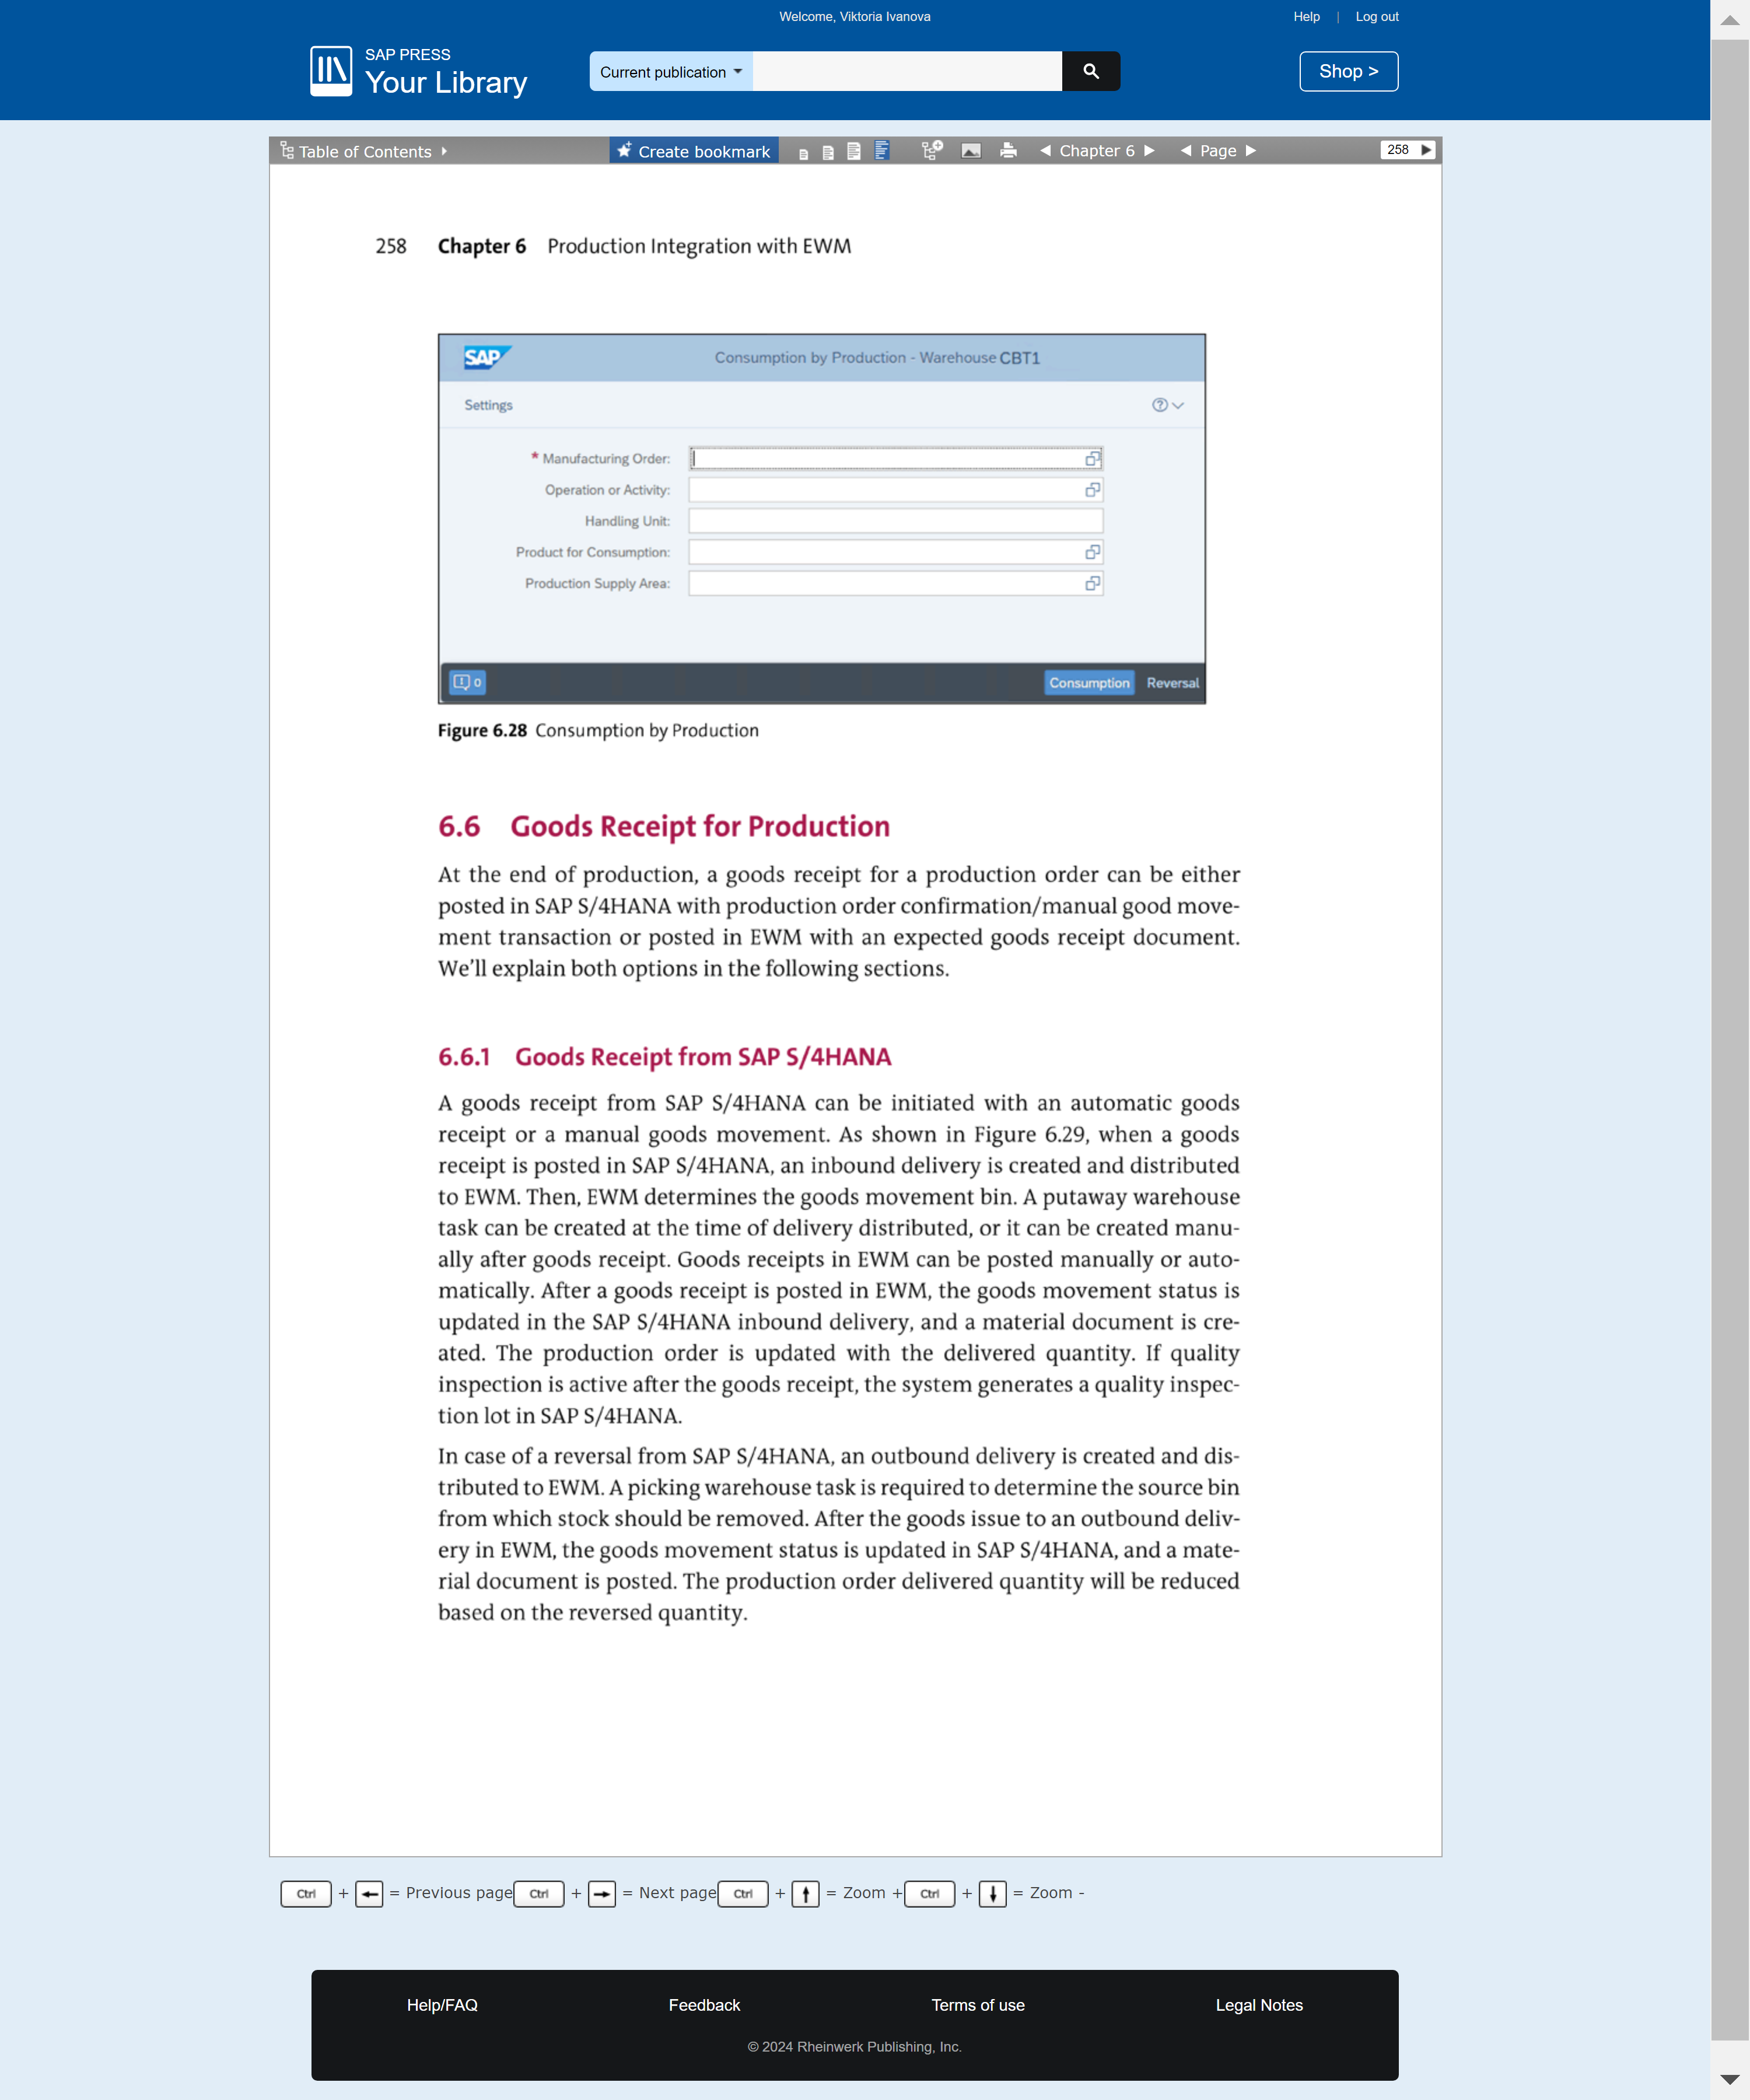 Welcome, Viktoria Ivanova
Help | Log out
SAP PRESS
Your Library
Current publication
Shop >
Table of Contents
Create bookmark
Chapter 6
Page
258
258 Chapter 6 Production Integration with EWM
SAP
Consumption by Production - Warehouse CBT1
Settings
* Manufacturing Order:
Operation or Activity:
Handling Unit:
Product for Consumption:
Production Supply Area:
0
Consumption Reversal
Figure 6.28 Consumption by Production
6.6 Goods Receipt for Production
At the end of production, a goods receipt for a production order can be either
posted in SAP S/4HANA with production order confirmation/manual good move-
ment transaction or posted in EWM with an expected goods receipt document.
We'll explain both options in the following sections.
6.6.1 Goods Receipt from SAP S/4HANA
A goods receipt from SAP S/4HANA can be initiated with an automatic goods
receipt or a manual goods movement. As shown in Figure 6.29, when a goods
receipt is posted in SAP S/4HANA, an inbound delivery is created and distributed
to EWM. Then, EWM determines the goods movement bin. A putaway warehouse
task can be created at the time of delivery distributed, or it can be created manu-
ally after goods receipt. Goods receipts in EWM can be posted manually or auto-
matically. After a goods receipt is posted in EWM, the goods movement status is
updated in the SAP S/4HANA inbound delivery, and a material document is cre-
ated. The production order is updated with the delivered quantity. If quality
inspection is active after the goods receipt, the system generates a quality inspec-
tion lot in SAP S/4HANA.
In case of a reversal from SAP S/4HANA, an outbound delivery is created and dis-
tributed to EWM. A picking warehouse task is required to determine the source bin
from which stock should be removed. After the goods issue to an outbound deliv-
ery in EWM, the goods movement status is updated in SAP S/4HANA, and a mate-
rial document is posted. The production order delivered quantity will be reduced
based on the reversed quantity.
Ctrl + ← = Previous page Ctrl + → = Next page Ctrl + ↑ = Zoom + Ctrl + ↓ = Zoom -
Help/FAQ Feedback Terms of use Legal Notes
© 2024 Rheinwerk Publishing, Inc.